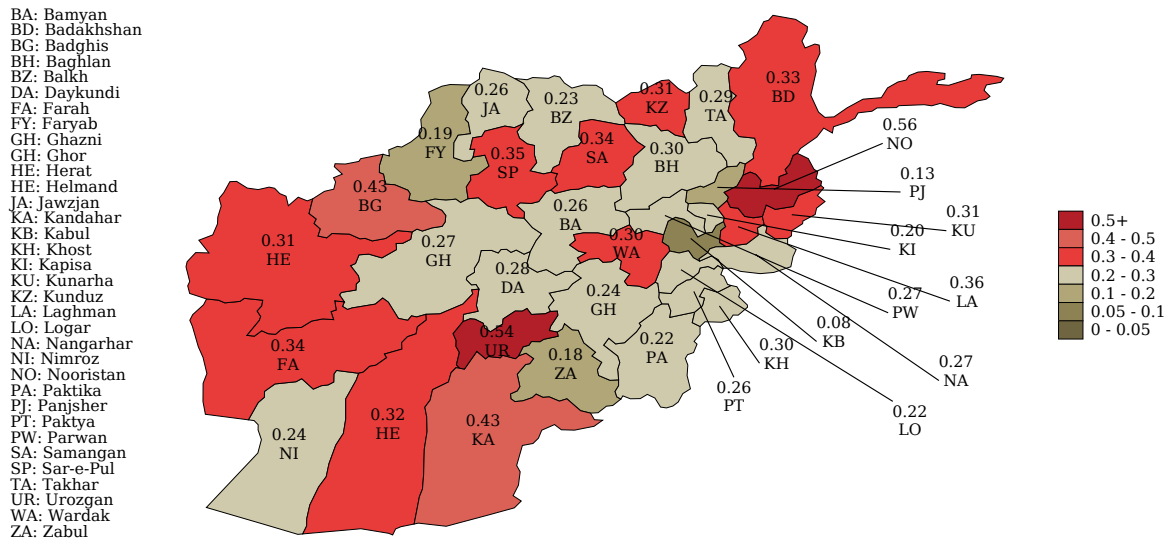 BA: Bamyan
BD: Badakhshan
BG: Badghis
BH: Baghlan
BZ: Balkh
DA: Daykundi
FA: Farah
FY: Faryab
GH: Ghazni
GH: Ghor
HE: Herat
HE: Helmand
JA: Jawzjan
KA: Kandahar
KB: Kabul
KH: Khost
KI: Kapisa
KU: Kunarha
KZ: Kunduz
LA: Laghman
LO: Logar
NA: Nangarhar
NI: Nimroz
NO: Nooristan
PA: Paktika
PJ: Panjsher
PT: Paktya
PW: Parwan
SA: Samangan
SP: Sar-e-Pul
TA: Takhar
UR: Urozgan
WA: Wardak
ZA: Zabul
0.33
BD
0.31
KZ
0.29
TA
0.26
JA
0.23
BZ
0.19
FY
0.34
SA
0.35
SP
0.30
BH
0.56
NO
0.13
PJ
0.43
BG
0.26
BA
0.31
KU
0.20
KI
0.31
HE
0.27
GH
0.30
WA
0.28
DA
0.24
GH
0.36
LA
0.27
PW
0.08
KB
0.34
FA
0.54
UR
0.18
ZA
0.22
PA
0.30
KH
0.27
NA
0.26
PT
0.22
LO
0.24
NI
0.32
HE
0.43
KA
0.5+
0.4 - 0.5
0.3 - 0.4
0.2 - 0.3
0.1 - 0.2
0.05 - 0.1
0 - 0.05